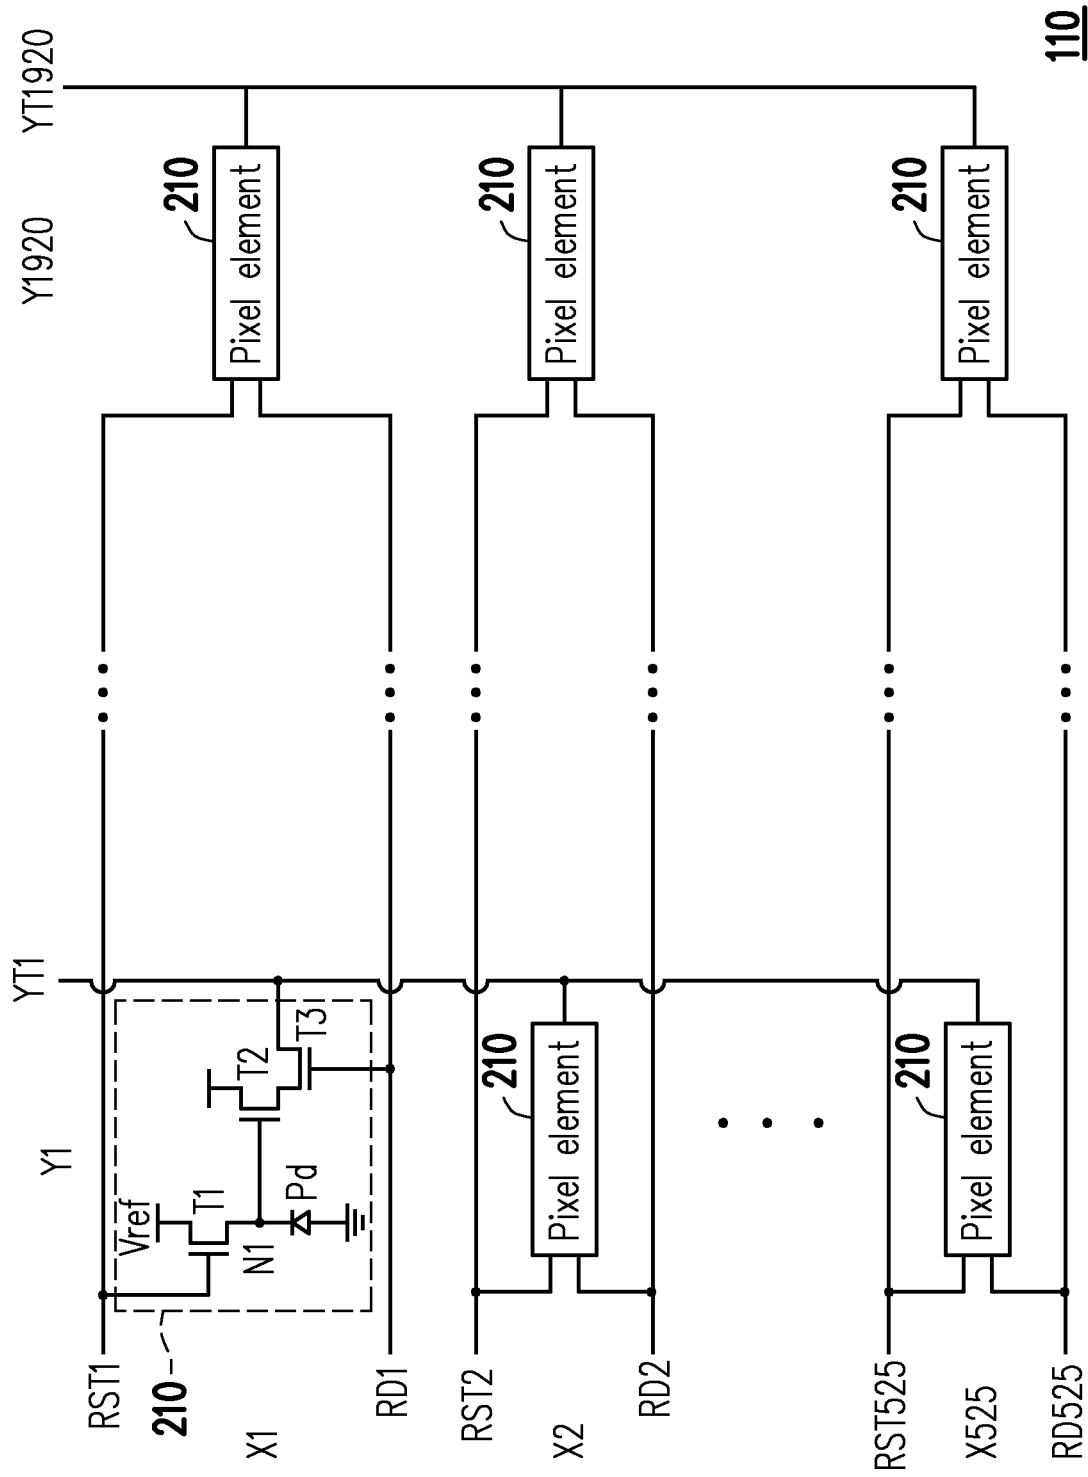 Y1
YT1
Y1920
YT1920
RST1
210
Vref
T1
N1
Pd
T2
T3
X1
RD1
210
Pixel element
RST2
210
Pixel element
X2
RD2
210
Pixel element
RST525
210
Pixel element
X525
RD525
210
Pixel element
110